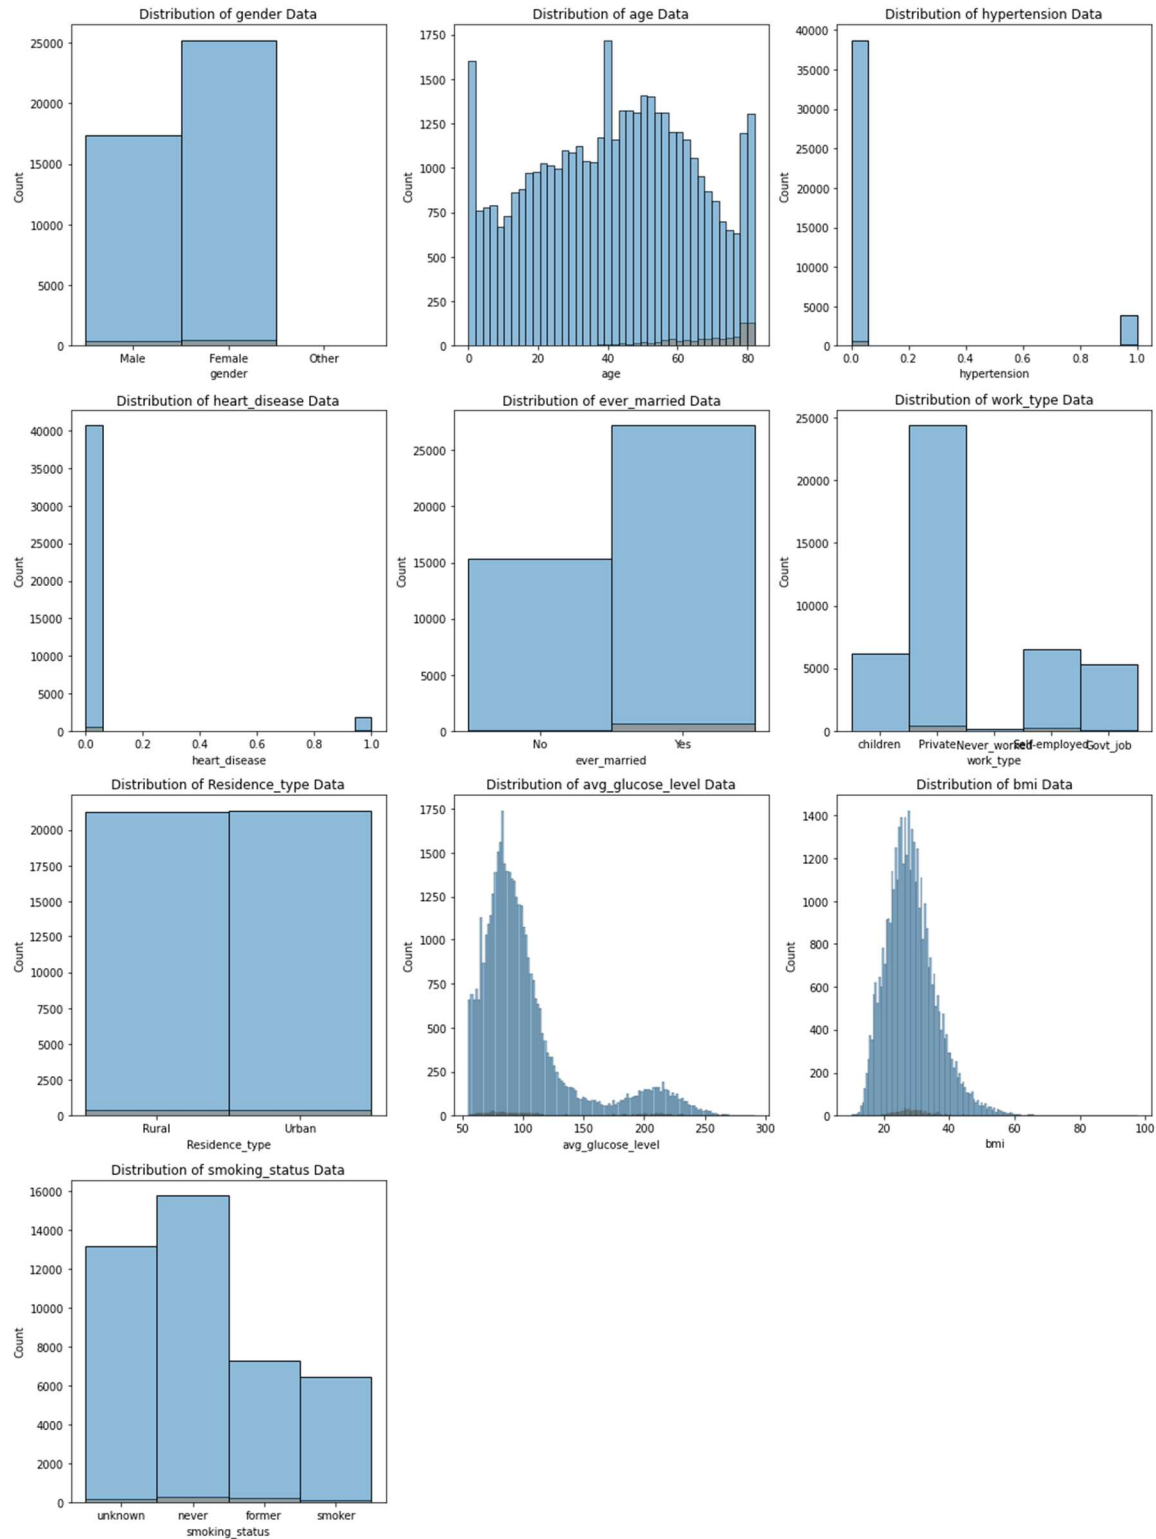 Distribution of gender Data
Count
25000
20000
15000
10000
5000
0
Male Female Other
gender
Distribution of age Data
Count
1750
1500
1250
1000
750
500
250
0
0 20 40 60 80
age
Distribution of hypertension Data
Count
40000
35000
30000
25000
20000
15000
10000
5000
0
0.0 0.2 0.4 0.6 0.8 1.0
hypertension
Distribution of heart_disease Data
Count
40000
35000
30000
25000
20000
15000
10000
5000
0
0.0 0.2 0.4 0.6 0.8 1.0
heart_disease
Distribution of ever_married Data
Count
25000
20000
15000
10000
5000
0
No Yes
ever_married
Distribution of work_type Data
Count
25000
20000
15000
10000
5000
0
children Private Never_worked Self-employed Govt_job
work_type
Distribution of Residence_type Data
Count
20000
17500
15000
12500
10000
7500
5000
2500
0
Rural Urban
Residence_type
Distribution of avg_glucose_level Data
Count
1750
1500
1250
1000
750
500
250
0
50 100 150 200 250 300
avg_glucose_level
Distribution of bmi Data
Count
1400
1200
1000
800
600
400
200
0
20 40 60 80 100
bmi
Distribution of smoking_status Data
Count
16000
14000
12000
10000
8000
6000
4000
2000
0
unknown never former smoker
smoking_status